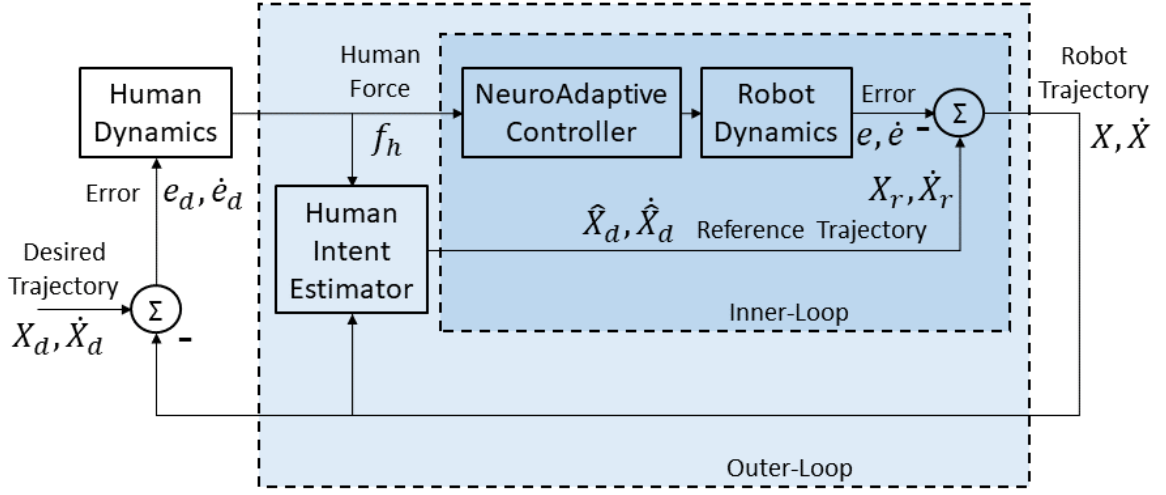 Human
Force
Robot
Trajectory
Human
Dynamics
NeuroAdaptive
Controller
Robot
Dynamics
Error
Σ
e, ė
-
X, Ẋ
f_h
Error
e_d, ė_d
X_r, Ẋ_r
Human
Intent
Estimator
X̂_d, Ẋ̂_d Reference Trajectory
Desired
Trajectory
Σ
X_d, Ẋ_d
-
Inner-Loop
Outer-Loop